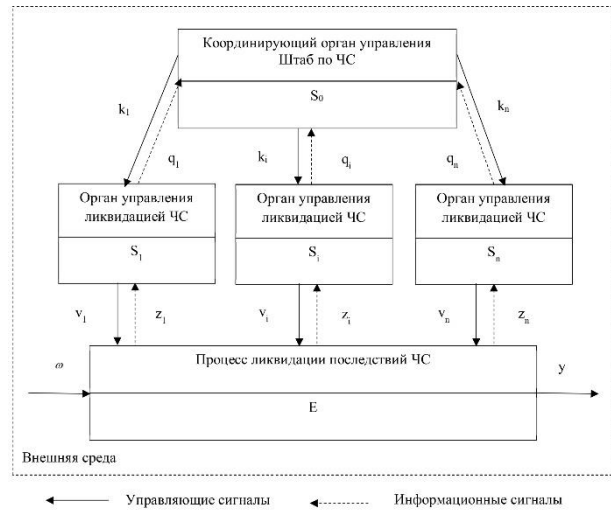 Координирующий орган управления
Штаб по ЧС
S0
k1
kn
q1
ki
qi
qn
Орган управления
ликвидацией ЧС
S1
Орган управления
ликвидацией ЧС
Si
Орган управления
ликвидацией ЧС
Sn
v1
z1
vi
zi
vn
zn
Процесс ликвидации последствий ЧС
ω
y
E
Внешняя среда
Управляющие сигналы
Информационные сигналы